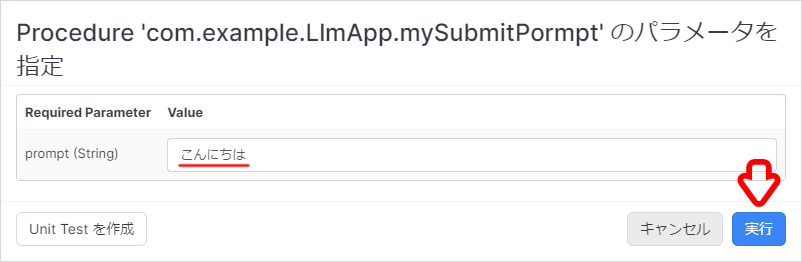 Procedure 'com.example.LlmApp.mySubmitPormpt' のパラメータを
指定
Required Parameter Value
prompt (String) こんにちは
Unit Test を作成 キャンセル 実行